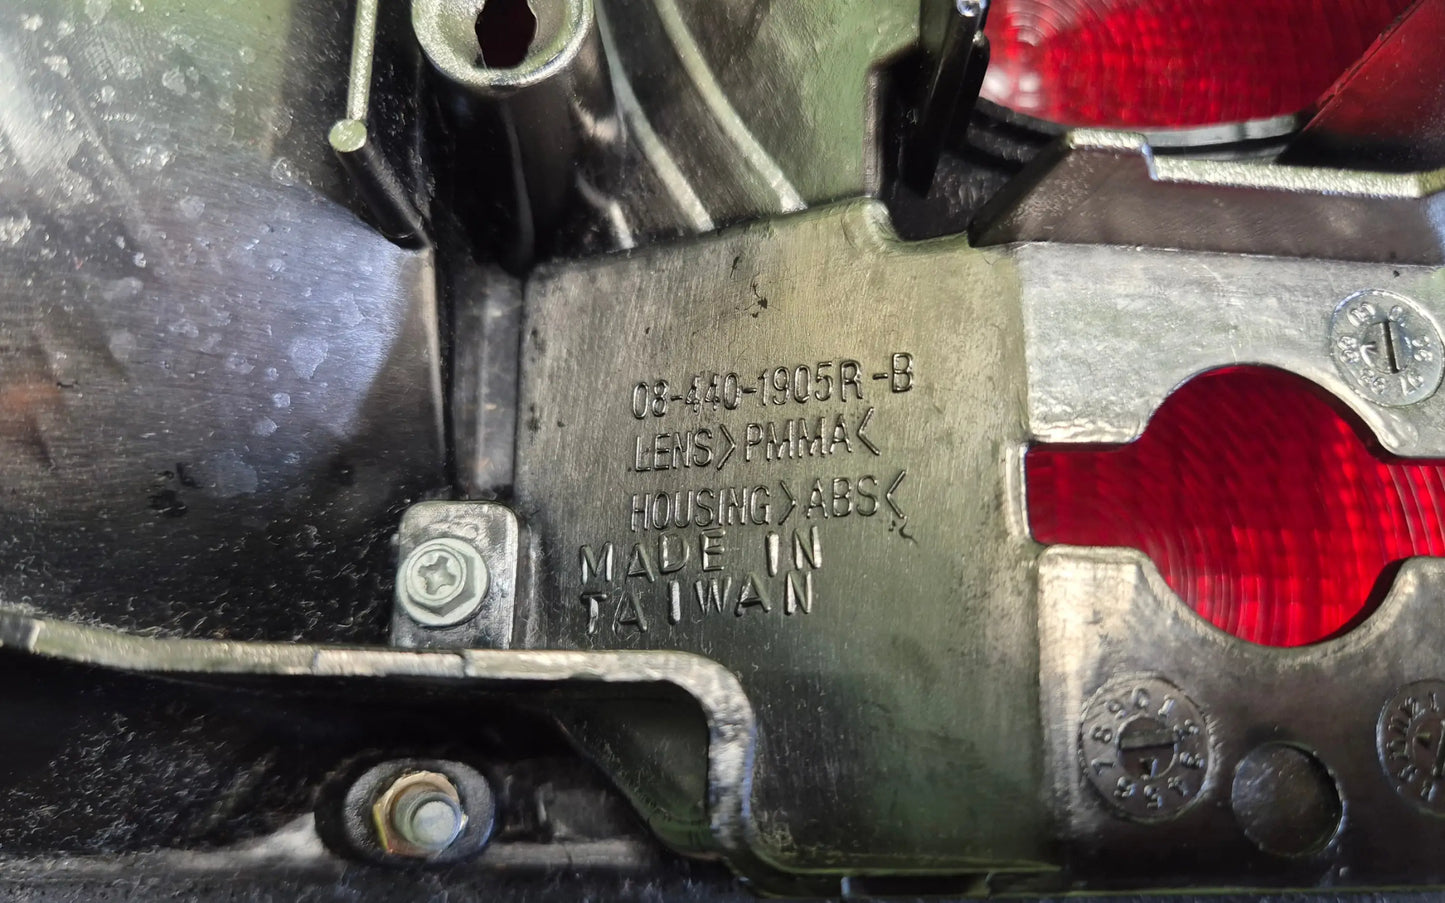 08-440-1905R-B
LENS>PMMA<
HOUSING>ABS<
MADE IN
TAIWAN